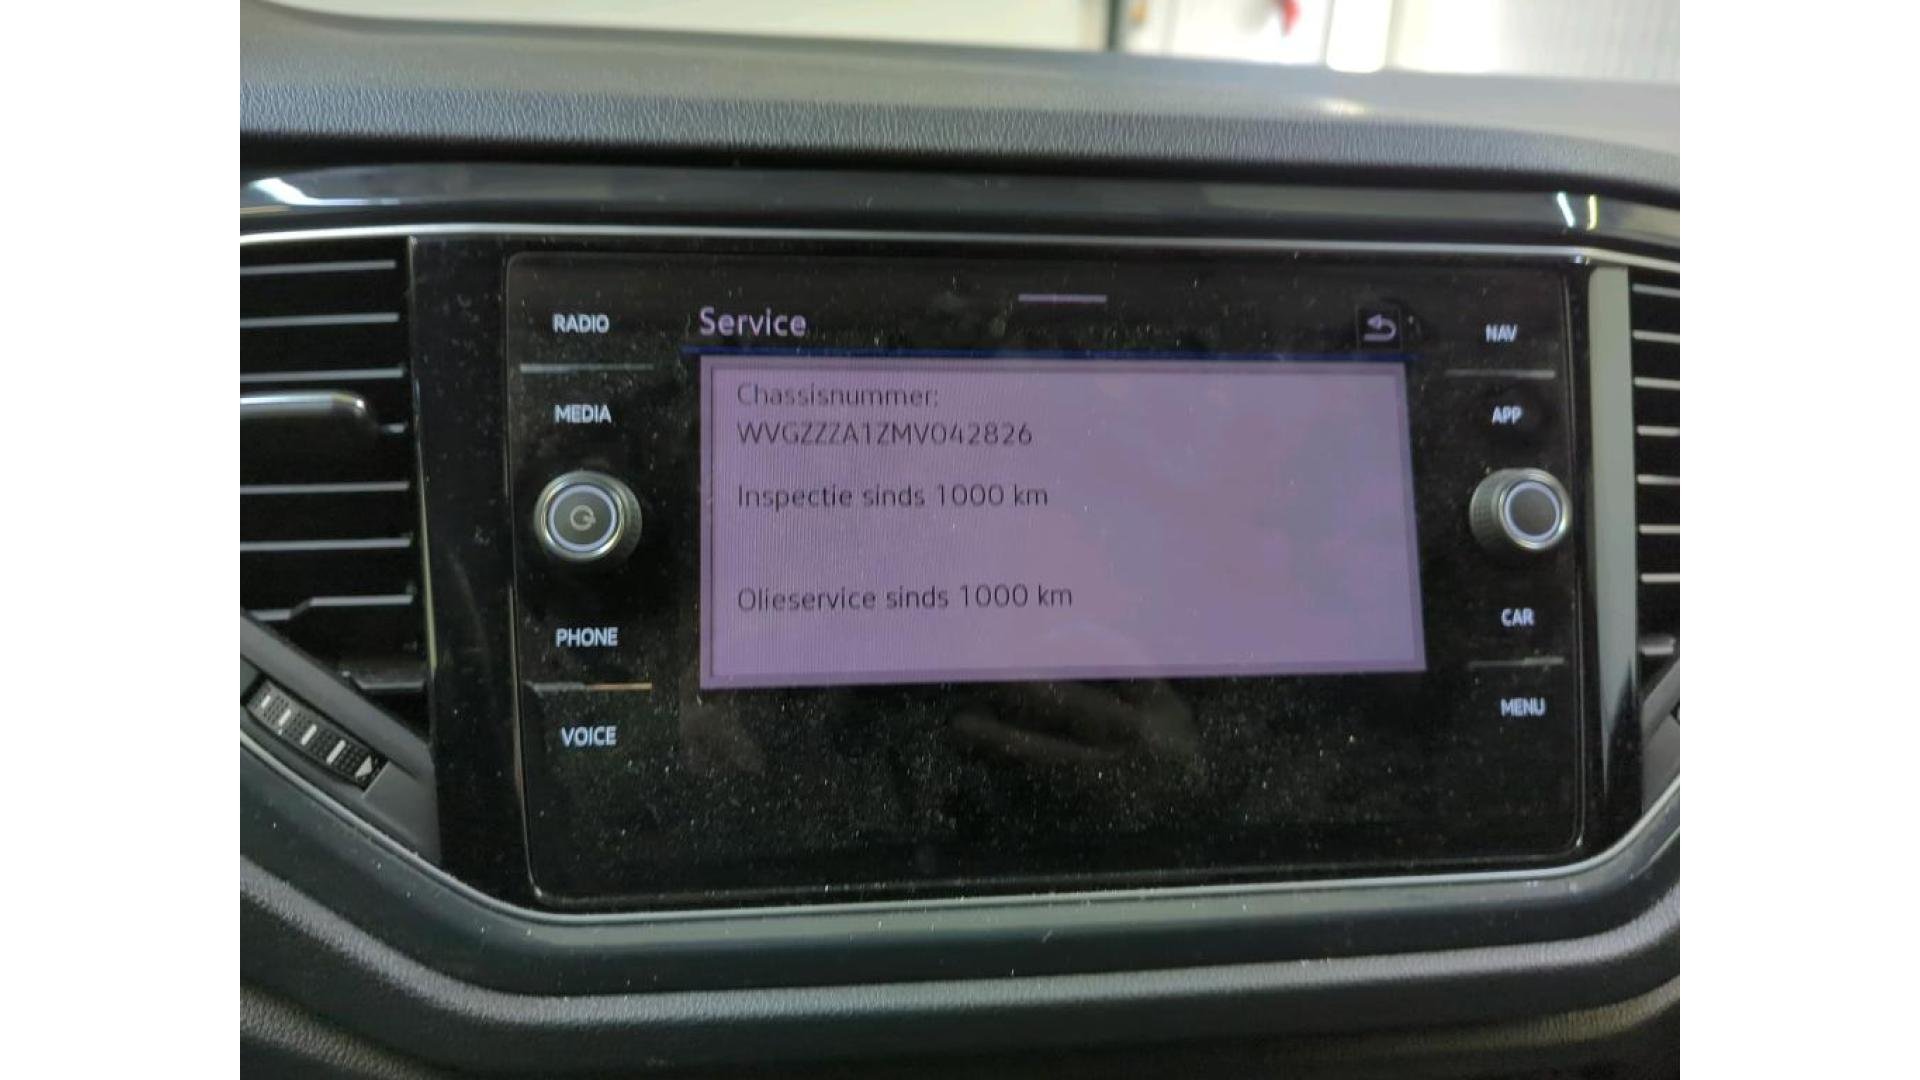 Service
Chassisnummer:
WVGZZZA1ZMV042826
Inspectie sinds 1000 km
Olieservice sinds 1000 km
RADIO
MEDIA
PHONE
VOICE
NAV
APP
CAR
MENU